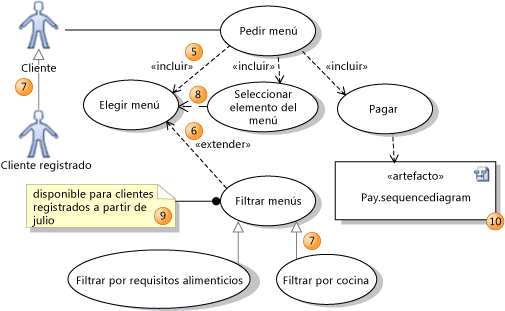 Pedir menú
5
«incluir»
«incluir»
«incluir»
Cliente
7
8
Elegir menú
Seleccionar
elemento del
menú
Pagar
6
«extender»
Cliente registrado
«artefacto»
Pay.sequencediagram
10
disponible para clientes
registrados a partir de
julio
9
Filtrar menús
7
Filtrar por requisitos alimenticios
Filtrar por cocina